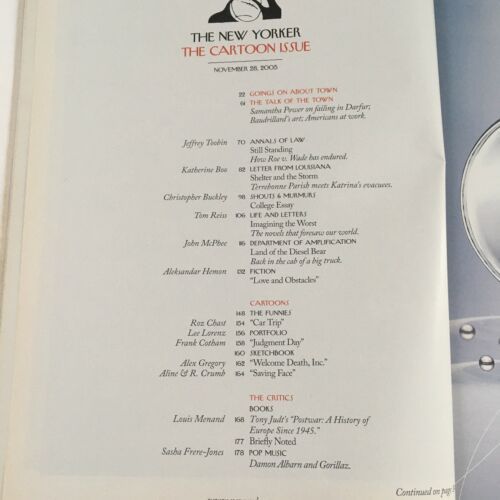 THE NEW YORKER
THE CARTOON ISSUE
NOVEMBER 28, 2005
22 GOINGS ON ABOUT TOWN
61 THE TALK OF THE TOWN
Samantha Power on failing in Darfur;
Baudrillard's art; Americans at work.
Jeffrey Toobin 70 ANNALS OF LAW
Still Standing
How Roe v. Wade has endured.
Katherine Boo 82 LETTER FROM LOUISIANA
Shelter and the Storm
Terrebonne Parish meets Katrina's evacuees.
Christopher Buckley 98 SHOUTS & MURMURS
College Essay
Tom Reiss 106 LIFE AND LETTERS
Imagining the Worst
The novels that foresaw our world.
John McPhee 116 DEPARTMENT OF AMPLIFICATION
Land of the Diesel Bear
Back in the cab of a big truck.
Aleksandar Hemon 132 FICTION
"Love and Obstacles"
CARTOONS
148 THE FUNNIES
Roz Chast 154 "Car Trip"
Lee Lorenz 156 PORTFOLIO
Frank Cotham 158 "Judgment Day"
160 SKETCHBOOK
Alex Gregory 162 "Welcome Death, Inc."
Aline & R. Crumb 164 "Saving Face"
THE CRITICS
BOOKS
Louis Menand 168 Tony Judt's "Postwar: A History of
Europe Since 1945."
177 Briefly Noted
Sasha Frere-Jones 178 POP MUSIC
Damon Albarn and Gorillaz.
Continued on page